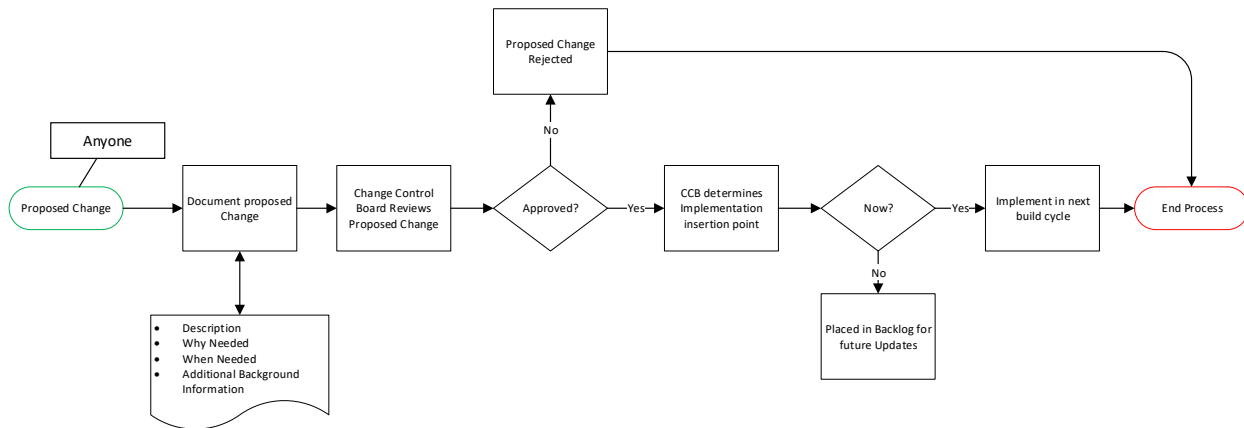 Proposed Change
Rejected
No
Anyone
Proposed Change
Document proposed
Change
Change Control
Board Reviews
Proposed Change
Approved?
Yes
CCB determines
Implementation
insertion point
Now?
Yes
Implement in next
build cycle
End Process
No
Placed in Backlog for
future Updates
• Description
• Why Needed
• When Needed
• Additional Background
Information